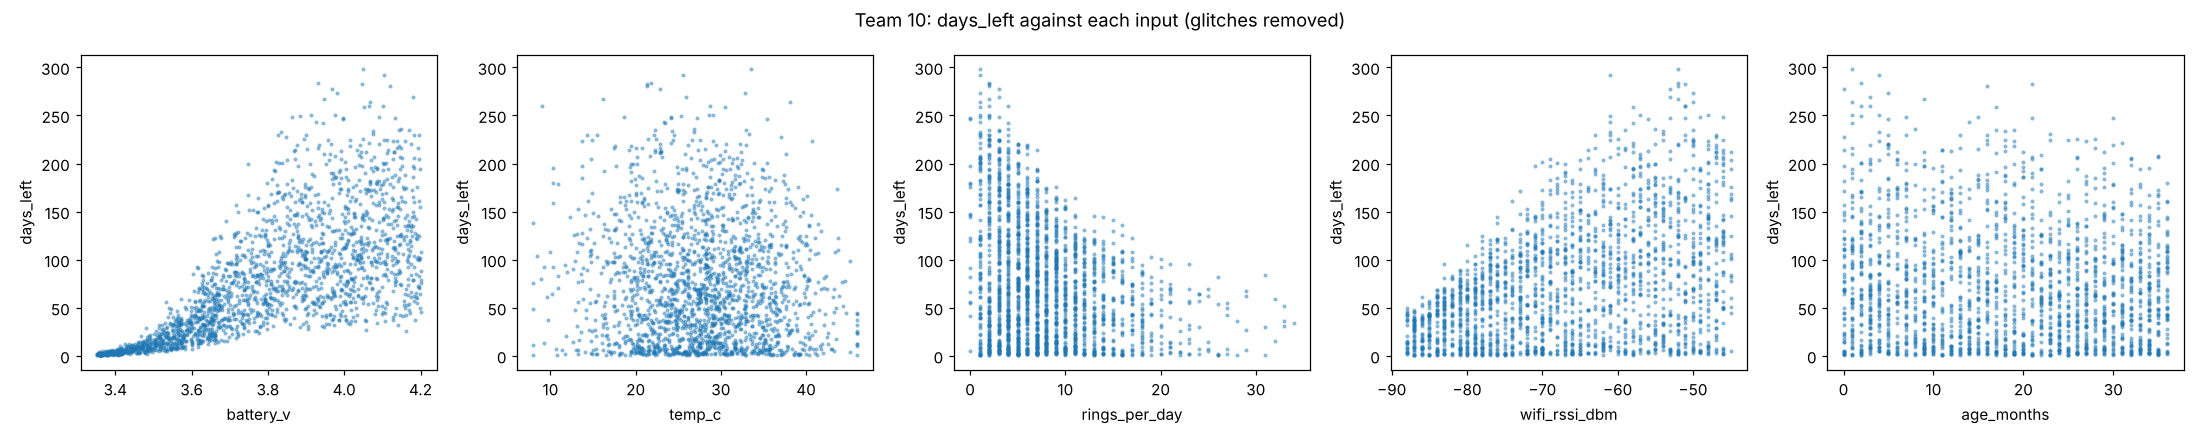 Team 10: days_left against each input (glitches removed)
days_left
300
250
200
150
100
50
0
3.4 3.6 3.8 4.0 4.2
battery_v
days_left
300
250
200
150
100
50
0
10 20 30 40
temp_c
days_left
300
250
200
150
100
50
0
0 10 20 30
rings_per_day
days_left
300
250
200
150
100
50
0
−90 −80 −70 −60 −50
wifi_rssi_dbm
days_left
300
250
200
150
100
50
0
0 10 20 30
age_months